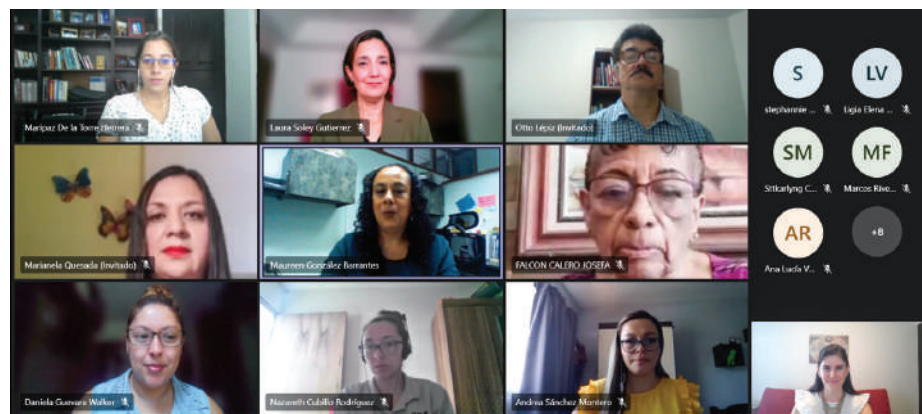 Maripaz De la Torre Herrera
Laura Soley Gutierrez
Otto Lépiz (Invitado)
S
stephannie ...
LV
Ligia Elena ...
SM
MF
Marcos Rive...
AR
Ana Lucía V...
+8
Marianela Quesada (Invitado)
Maureen González Barrantes
FALCON CALERO JOSEFA
Daniela Guevara Walker
Nazareth Cubillo Rodríguez
Andrea Sánchez Montero